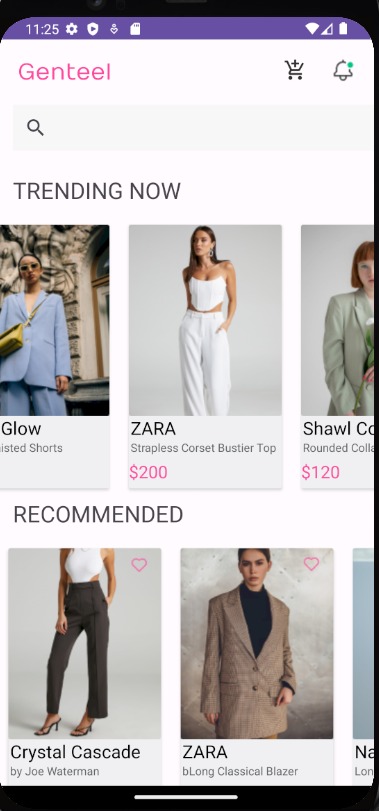 11:25
Genteel
TRENDING NOW
Glow
ZARA
Shawl Co
isted Shorts
Strapless Corset Bustier Top
Rounded Colla
$200
$120
RECOMMENDED
Crystal Cascade
ZARA
Na
by Joe Waterman
bLong Classical Blazer
Lon